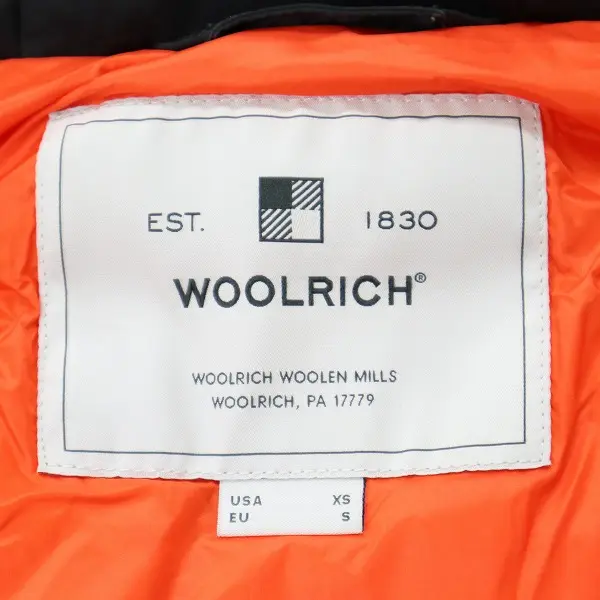 EST. 1830
WOOLRICH®
WOOLRICH WOOLEN MILLS
WOOLRICH, PA 17779
USA XS
EU S